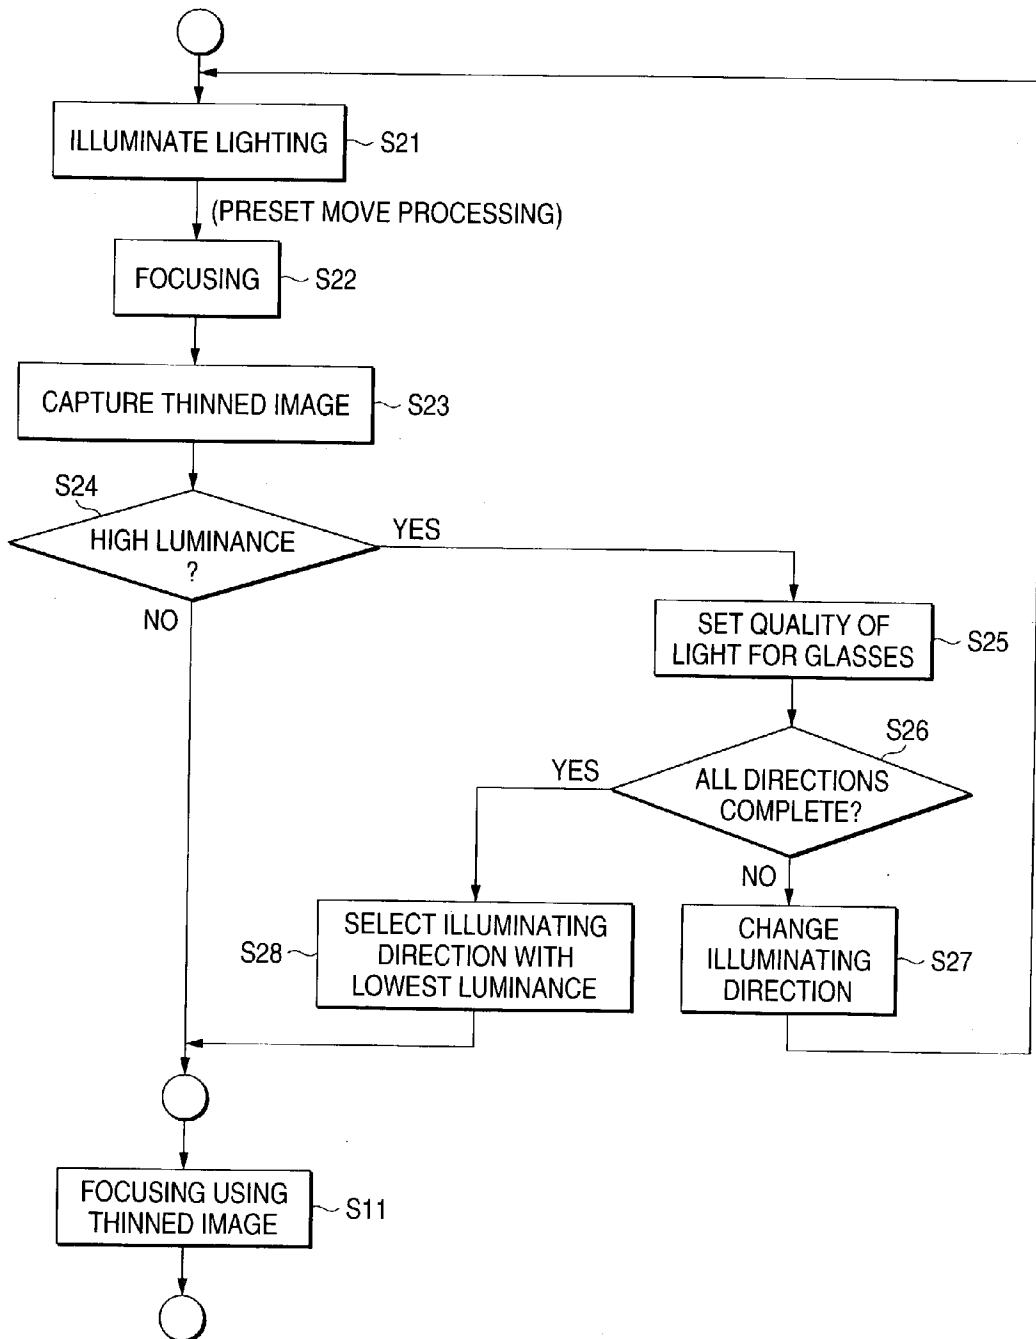 ILLUMINATE LIGHTING
S21
(PRESET MOVE PROCESSING)
FOCUSING
S22
CAPTURE THINNED IMAGE
S23
S24
HIGH LUMINANCE
?
YES
NO
SET QUALITY OF
LIGHT FOR GLASSES
S25
S26
ALL DIRECTIONS
COMPLETE?
YES
NO
SELECT ILLUMINATING
DIRECTION WITH
LOWEST LUMINANCE
S28
CHANGE
ILLUMINATING
DIRECTION
S27
FOCUSING USING
THINNED IMAGE
S11